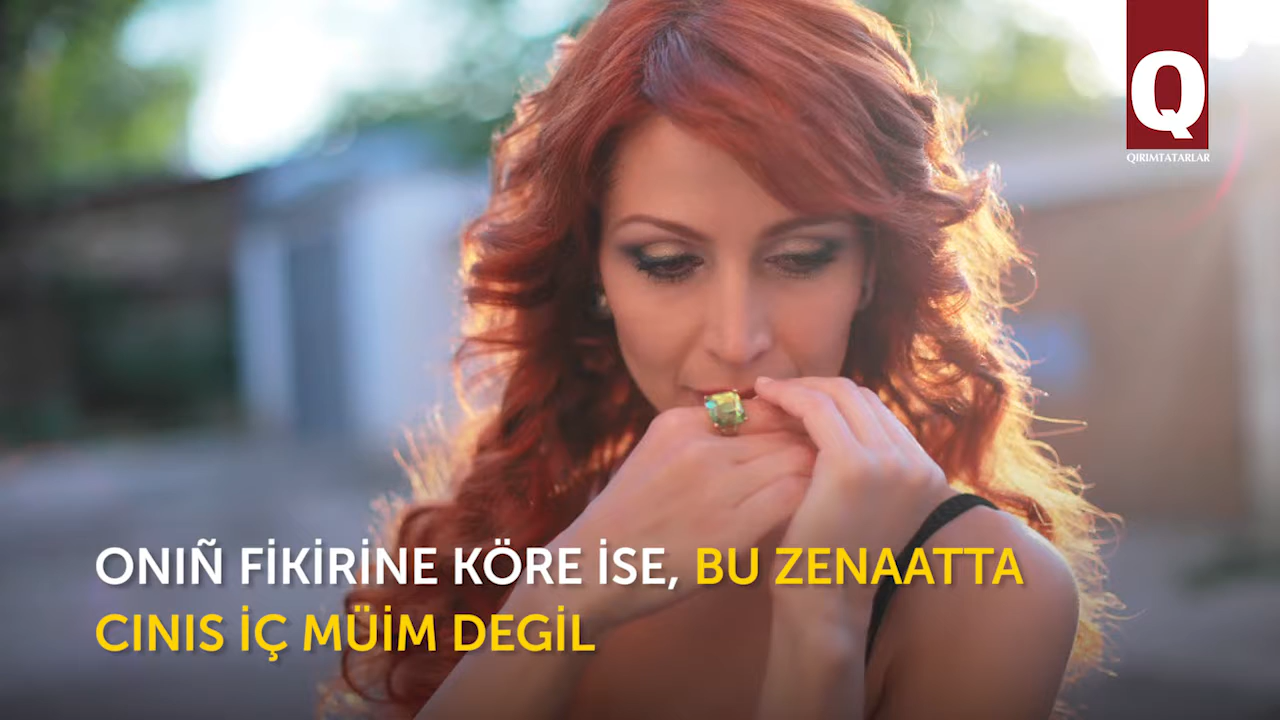 Q
QIRIMTATARLAR
ONIÑ FİKİRİNE KÖRE İSE, BU ZENAATTA
CINIS İÇ MÜİM DEGİL